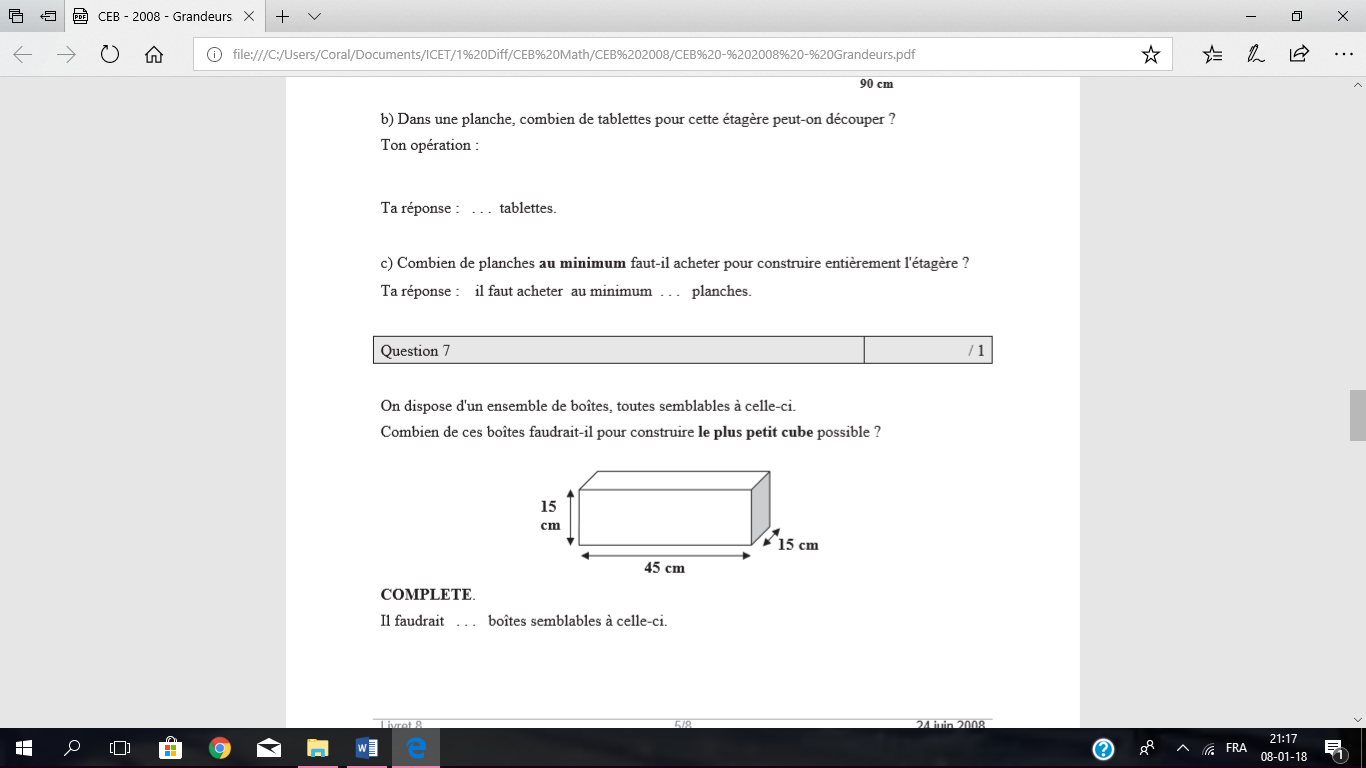 CEB - 2008 - Grandeurs
file:///C:/Users/Coral/Documents/ICET/1%20Diff/CEB%20Math/CEB%202008/CEB%20-%202008%20-%20Grandeurs.pdf
90 cm
b) Dans une planche, combien de tablettes pour cette étagère peut-on découper ?
Ton opération :
Ta réponse : . . . tablettes.
c) Combien de planches au minimum faut-il acheter pour construire entièrement l'étagère ?
Ta réponse : il faut acheter au minimum . . . planches.
Question 7 / 1
On dispose d'un ensemble de boîtes, toutes semblables à celle-ci.
Combien de ces boîtes faudrait-il pour construire le plus petit cube possible ?
15
cm
15 cm
45 cm
COMPLETE.
Il faudrait . . . boîtes semblables à celle-ci.
Livret 8 5/8 24 juin 2008
FRA
21:17
08-01-18
1